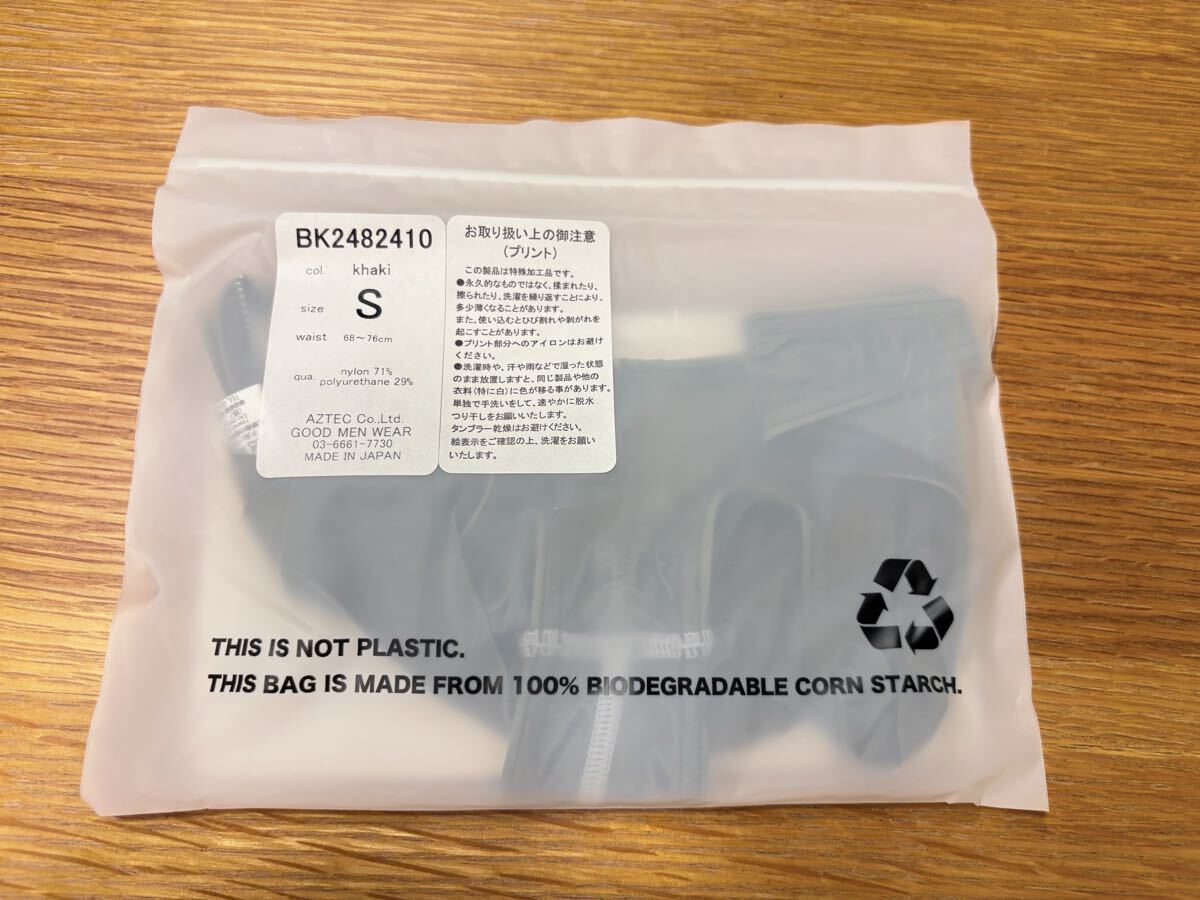 BK2482410
col. khaki
size S
waist 68～76cm
qua. nylon 71%
polyurethane 29%
AZTEC Co.,Ltd.
GOOD MEN WEAR
03-6661-7730
MADE IN JAPAN
お取り扱い上の御注意
(プリント)
この製品は特殊加工品です。
●永久的なものではなく、揉まれたり、
擦られたり、洗濯を繰り返すことにより、
多少薄くなることがあります。
また、使い込むとひび割れや剥がれを
起こすことがあります。
●プリント部分へのアイロンはお避け
ください。
●洗濯時や、汗や雨などで湿った状態
のまま放置しますと、同じ製品や他の
衣料(特に白)に色が移る事があります。
単独で手洗いをして、速やかに脱水
つり干しをお願いいたします。
タンブラー乾燥はお避けください。
絵表示をご確認の上、洗濯をお願い
いたします。
THIS IS NOT PLASTIC.
THIS BAG IS MADE FROM 100% BIODEGRADABLE CORN STARCH.